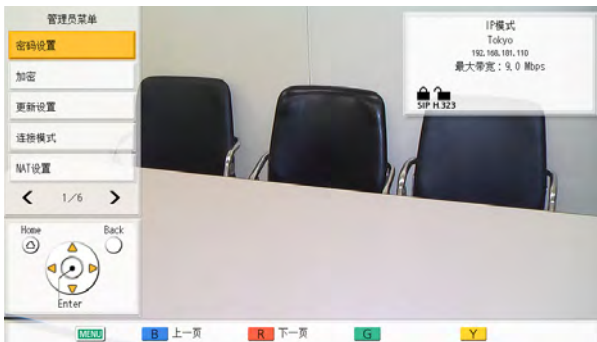 管理员菜单
密码设置
加密
更新设置
连接模式
NAT设置
1/6
Home
Back
Enter
IP模式
Tokyo
192.168.101.110
最大带宽：9.0 Mbps
SIP H.323
MENU
B 上一页
R 下一页
G
Y